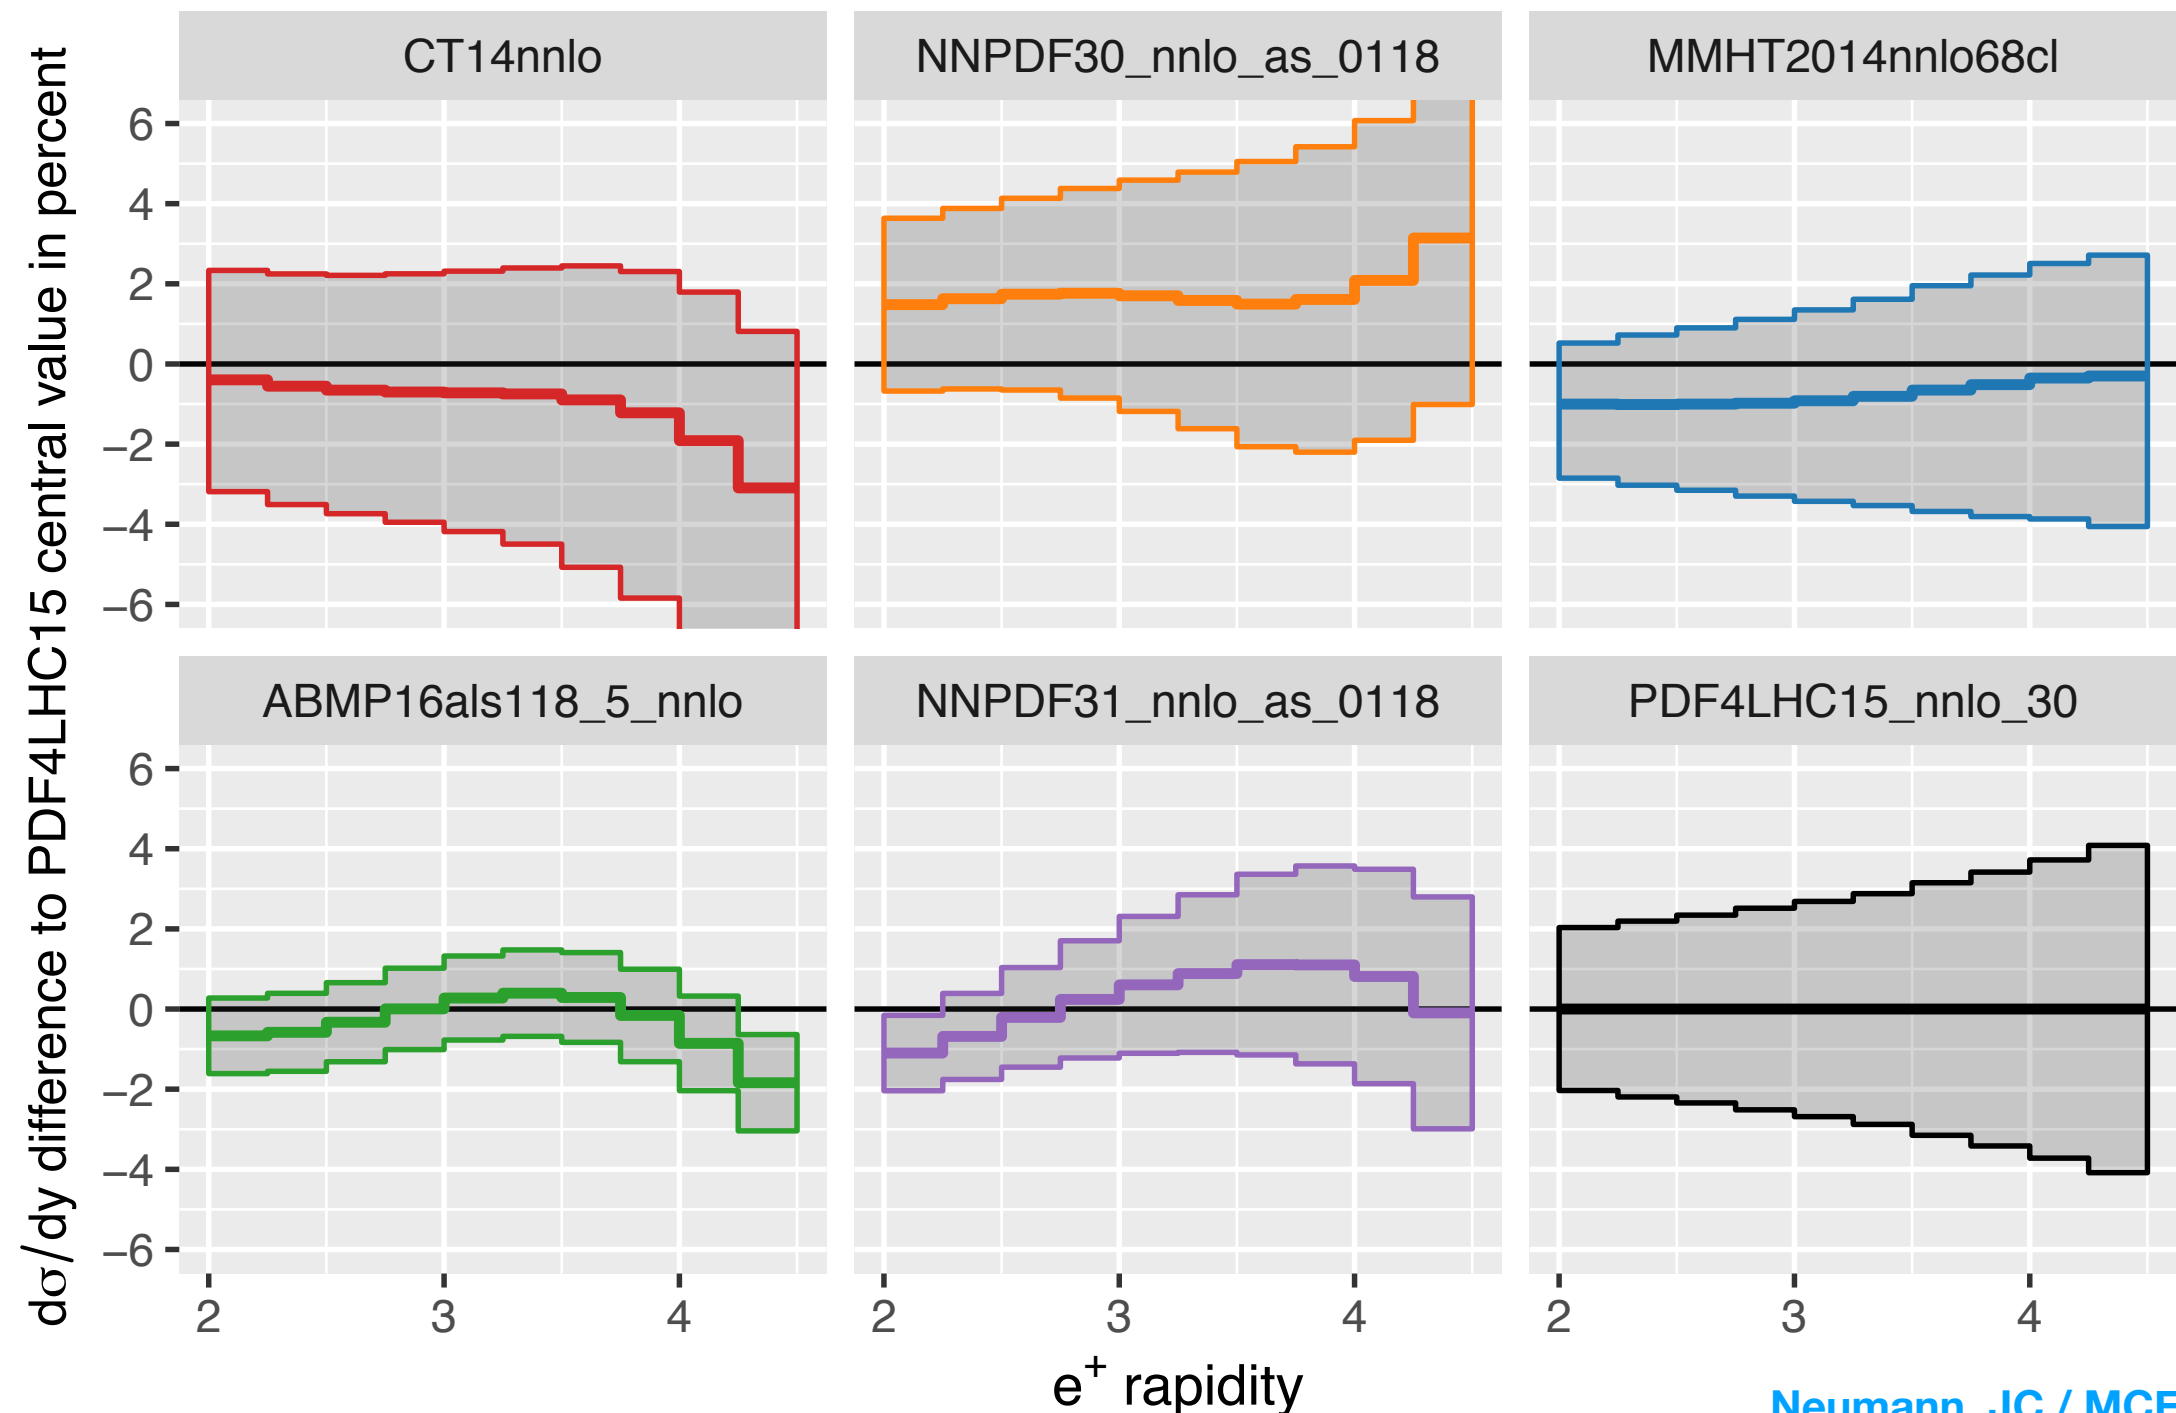 dσ/dy difference to PDF4LHC15 central value in percent
CT14nnlo
NNPDF30_nnlo_as_0118
MMHT2014nnlo68cl
6
4
2
0
−2
−4
−6
ABMP16als118_5_nnlo
NNPDF31_nnlo_as_0118
PDF4LHC15_nnlo_30
6
4
2
0
−2
−4
−6
2 3 4
2 3 4
2 3 4
e⁺ rapidity
Neumann, JC /